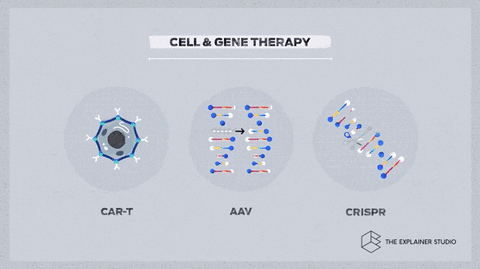 CELL & GENE THERAPY
CAR-T
AAV
CRISPR
THE EXPLAINER STUDIO